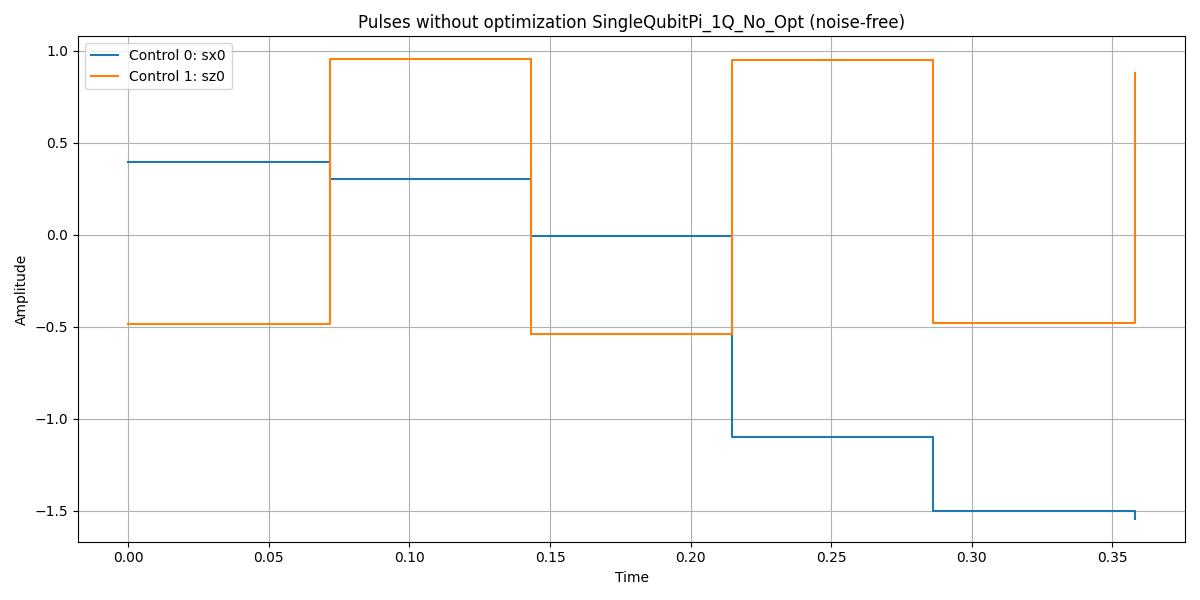 Pulses without optimization SingleQubitPi_1Q_No_Opt (noise-free)
Control 0: sx0
Control 1: sz0
Amplitude
1.0
0.5
0.0
−0.5
−1.0
−1.5
0.00 0.05 0.10 0.15 0.20 0.25 0.30 0.35
Time